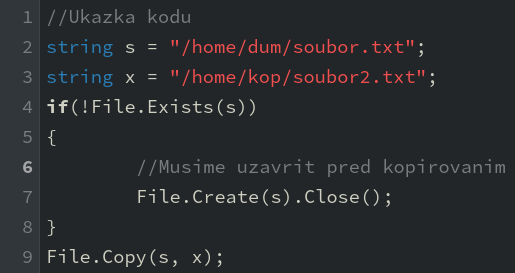 1 //Ukazka kodu
2 string s = "/home/dum/soubor.txt";
3 string x = "/home/kop/soubor2.txt";
4 if(!File.Exists(s))
5 {
6 //Musime uzavrit pred kopirovanim
7 File.Create(s).Close();
8 }
9 File.Copy(s, x);